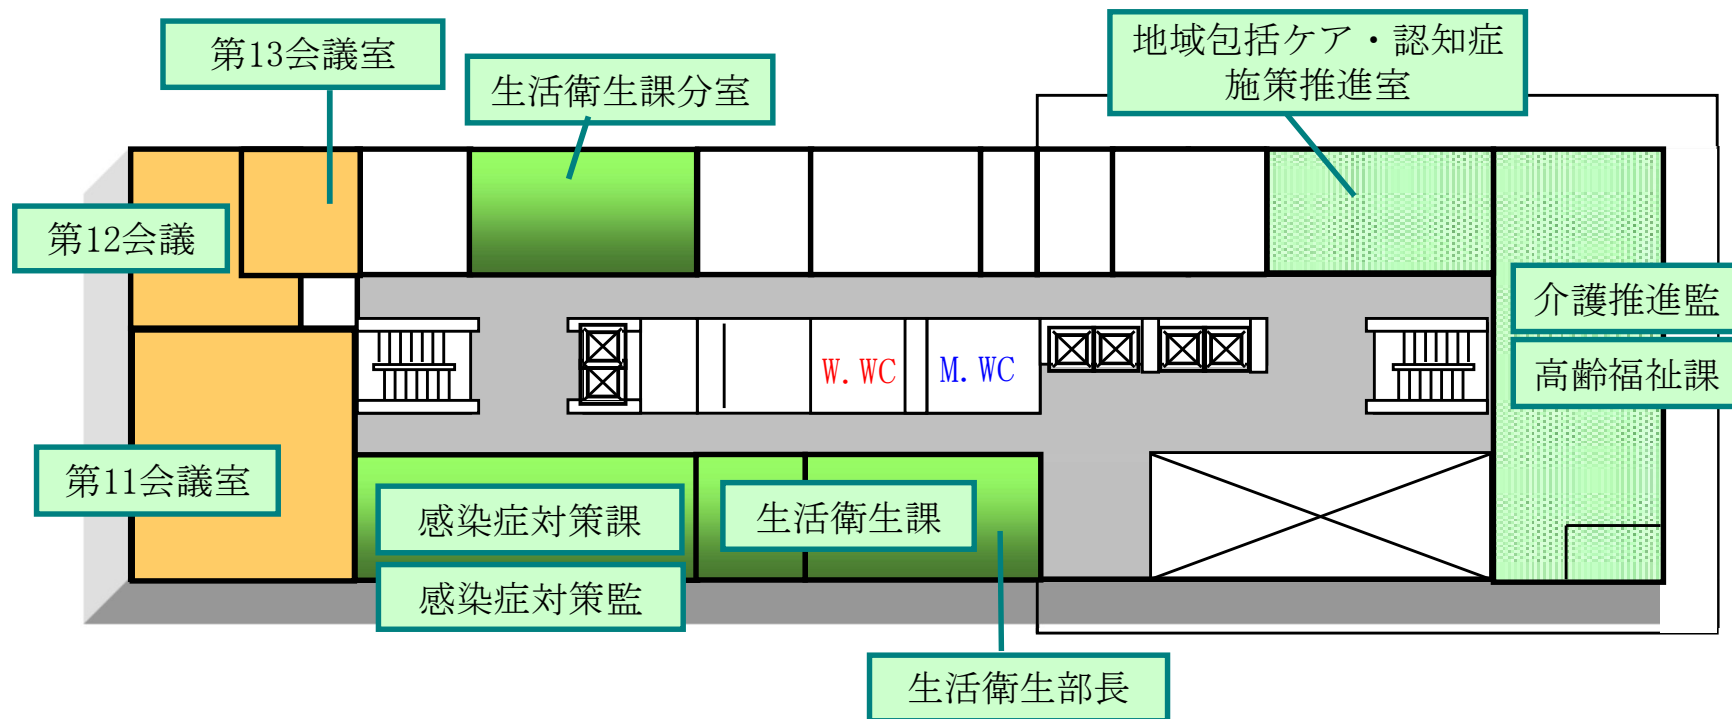 第13会議室
生活衛生課分室
地域包括ケア・認知症
施策推進室
第12会議
介護推進監
高齢福祉課
W.WC
M.WC
第11会議室
感染症対策課
生活衛生課
感染症対策監
生活衛生部長